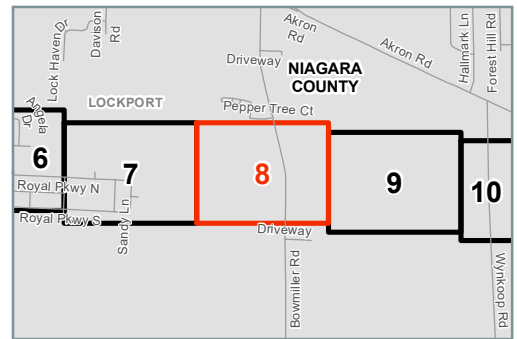 Lock Haven Dr
Davison
Rd
Akron
Rd
Akron Rd
Hallmark Ln
Forest Hill Rd
Driveway
NIAGARA
COUNTY
LOCKPORT
Pepper Tree Ct
Angela
Dr
6
7
8
9
10
Royal Pkwy N
Royal Pkwy S
Sandy Ln
Driveway
Bowmiller Rd
Wynkoop Rd